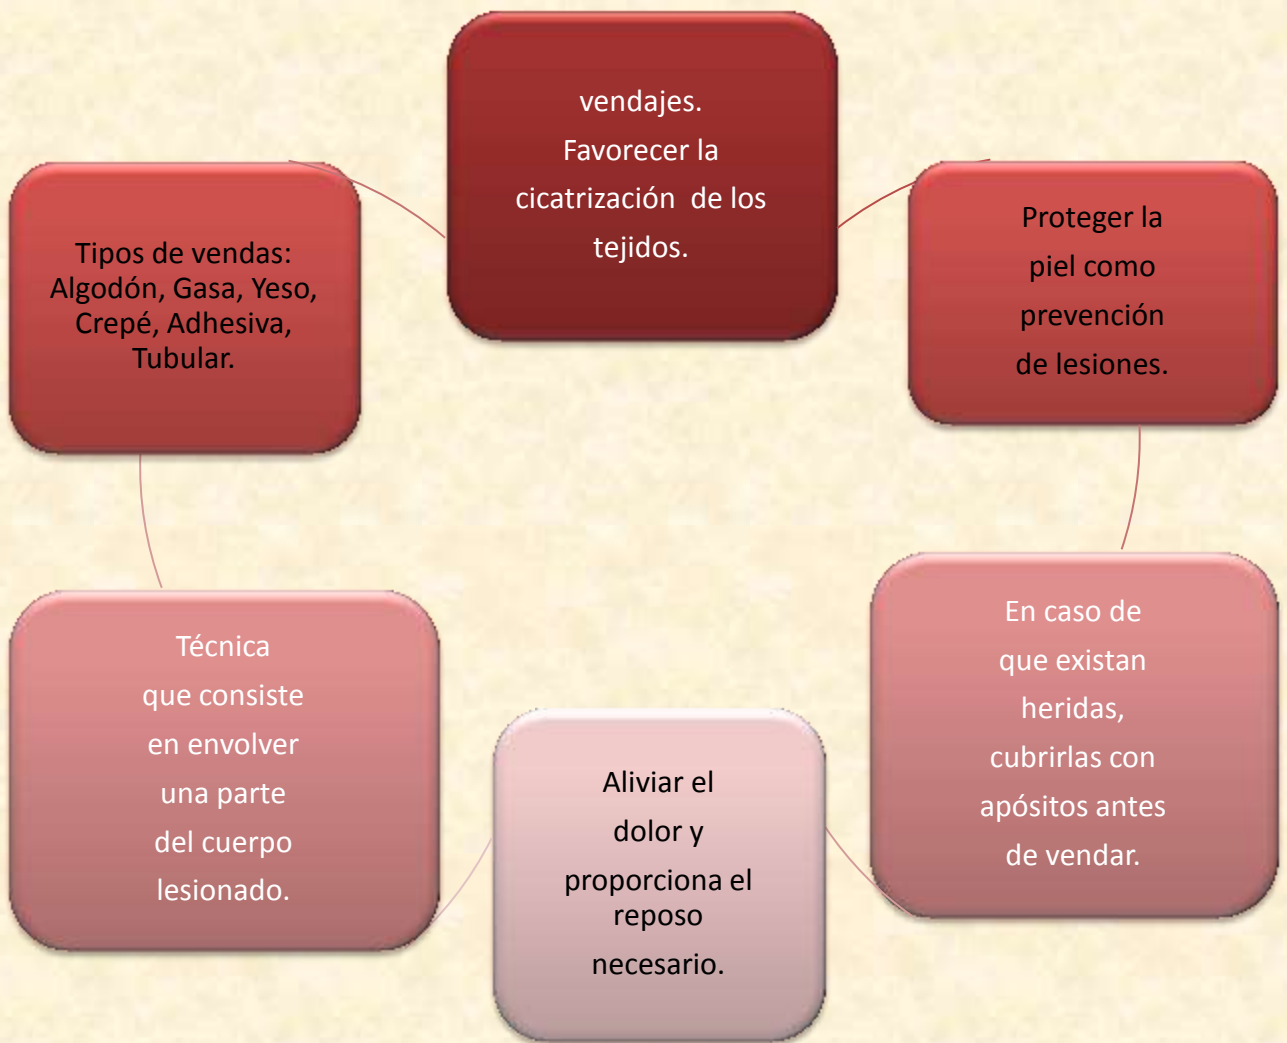 vendajes.
Favorecer la
cicatrización de los
tejidos.
Proteger la
piel como
prevención
de lesiones.
En caso de
que existan
heridas,
cubrirlas con
apósitos antes
de vendar.
Aliviar el
dolor y
proporciona el
reposo
necesario.
Técnica
que consiste
en envolver
una parte
del cuerpo
lesionado.
Tipos de vendas:
Algodón, Gasa, Yeso,
Crepé, Adhesiva,
Tubular.